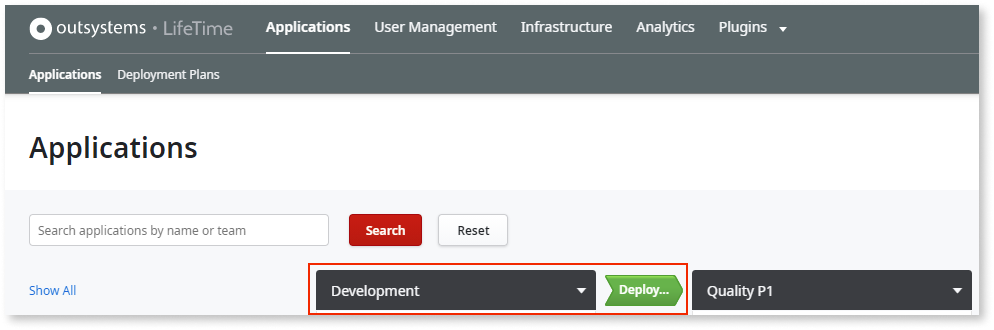 outsystems • LifeTime Applications User Management Infrastructure Analytics Plugins
Applications Deployment Plans
Applications
Search applications by name or team Search Reset
Show All Development Deploy... Quality P1